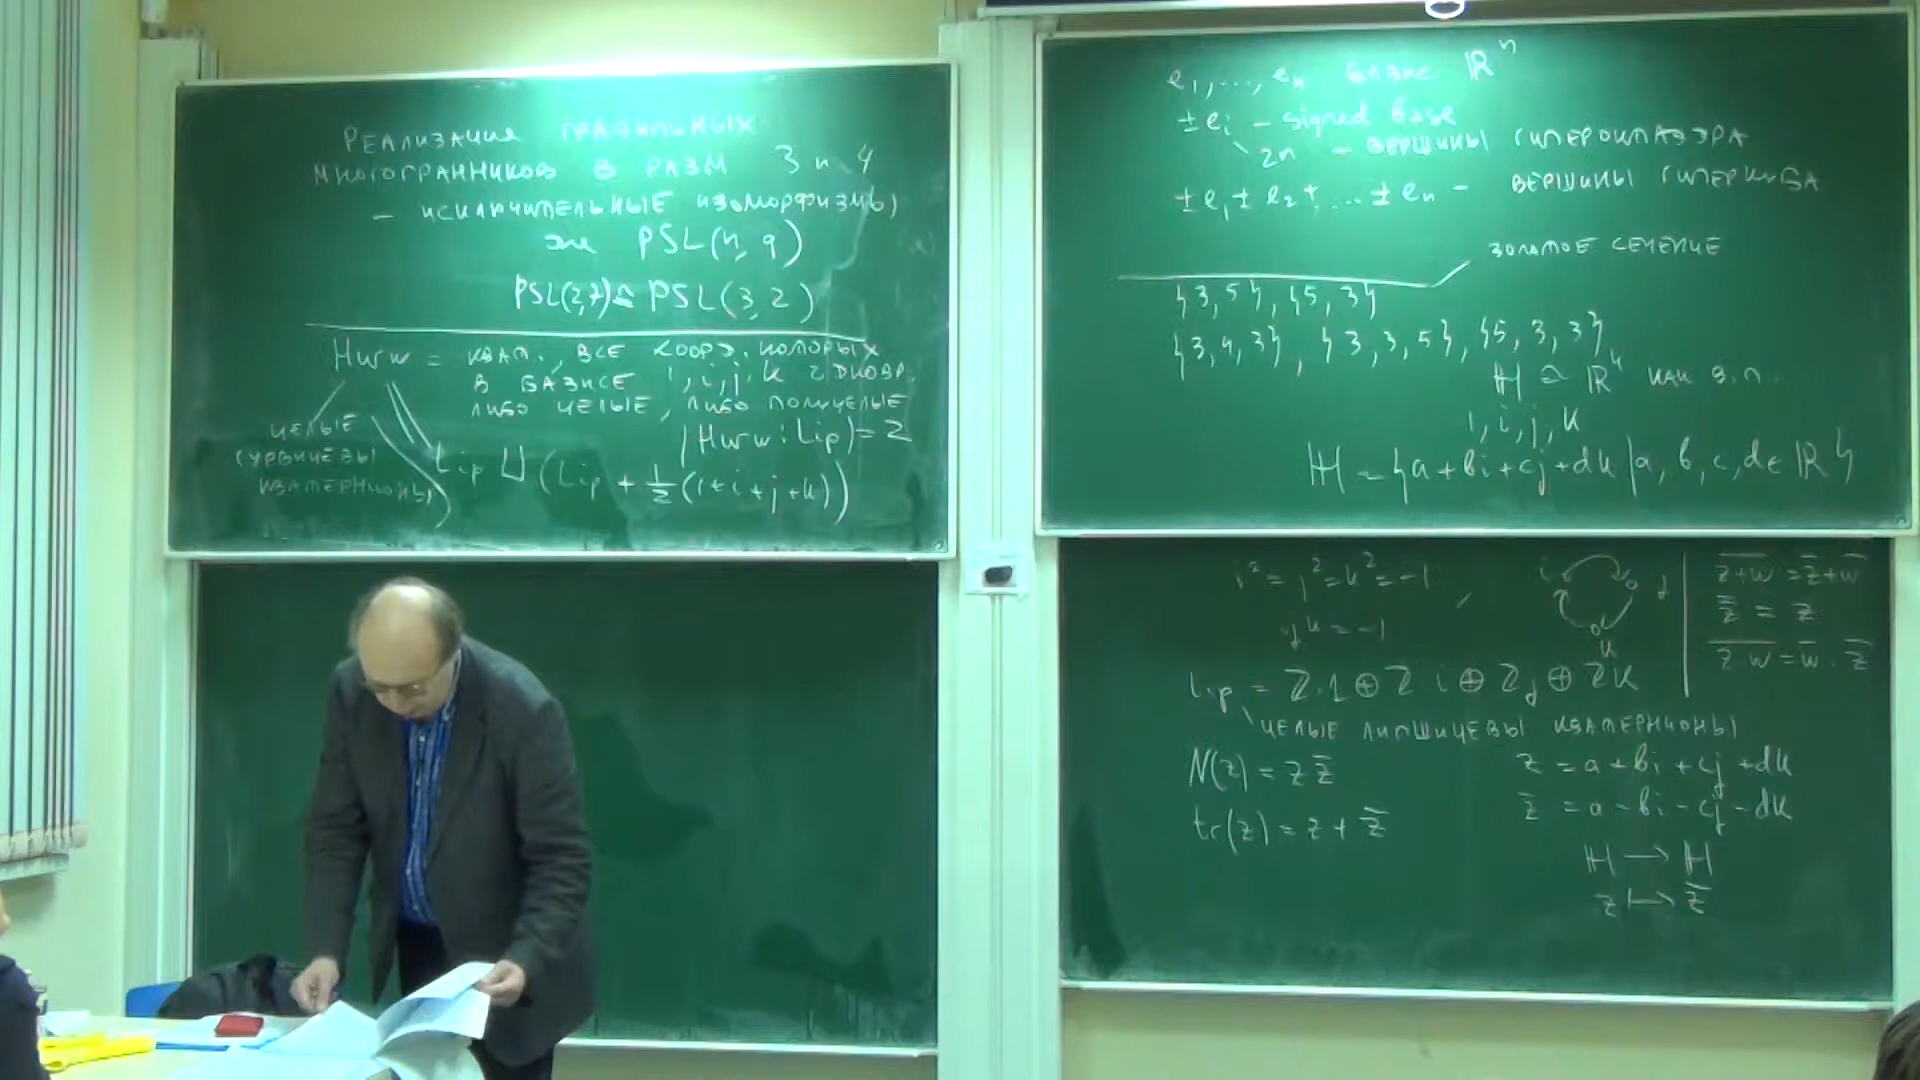 РЕАЛИЗАЦИЯ ПРАВИЛЬНЫХ
МНОГОГРАННИКОВ В РАЗМ 3 и 4
– ИСКЛЮЧИТЕЛЬНЫЕ ИЗОМОРФИЗМЫ
PSL(n, q)
PSL(2,7) ≅ PSL(3,2)
Hurw = КВАТ., ВСЕ КООРД. КОТОРЫХ
В БАЗИСЕ 1, i, j, k
ЛИБО ЦЕЛЫЕ, ЛИБО ПОЛУЦЕЛЫЕ
|Hurw : Lip| = 2
ЦЕЛЫЕ
ГУРВИЦЕВЫ
КВАТЕРНИОНЫ
Lip ⊔ (Lip + 1/2 (1+i+j+k))
e₁, ..., eₙ БАЗИС ℝⁿ
±eᵢ – signed base
2n – ВЕРШИНЫ ГИПЕРОКТАЭДРА
±e₁ ± e₂ ± ... ± eₙ – ВЕРШИНЫ ГИПЕРКУБА
ЗОЛОТОЕ СЕЧЕНИЕ
{3,5}, {5,3}
{3,4,3}, {3,3,5}, {5,3,3}
ℍ ≅ ℝ⁴ КАК В.П.
1, i, j, k
ℍ = {a + bi + cj + dk | a, b, c, d ∈ ℝ}
i² = j² = k² = -1,
ijk = -1
i j k
z+w‾ = z̄ + w̄
z̿ = z
zw‾ = w̄ · z̄
Lip = ℤ·1 ⊕ ℤi ⊕ ℤj ⊕ ℤk
ЦЕЛЫЕ ЛИПШИЦЕВЫ КВАТЕРНИОНЫ
N(z) = z z̄
z = a + bi + cj + dk
tr(z) = z + z̄
z̄ = a - bi - cj - dk
ℍ → ℍ
z ↦ z̄